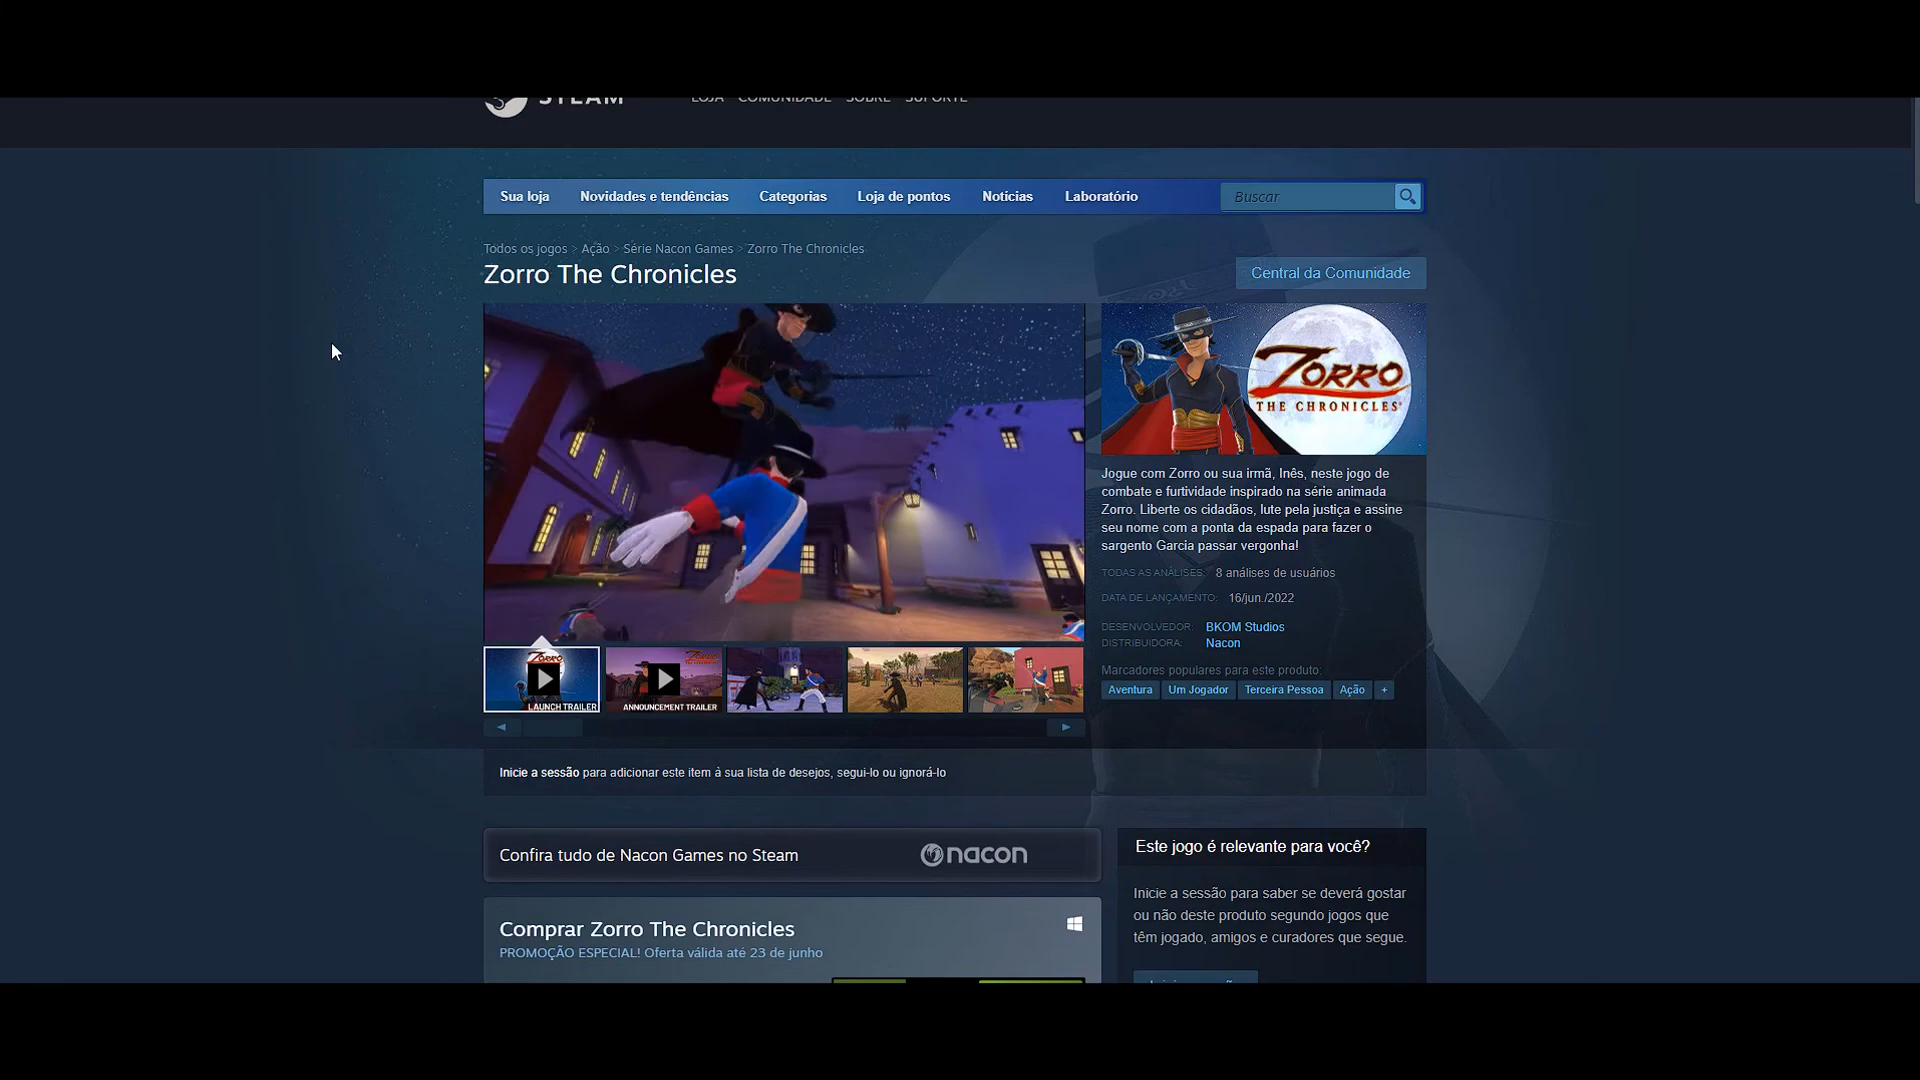 STEAM
LOJA COMUNIDADE SOBRE SUPORTE
Sua loja Novidades e tendências Categorias Loja de pontos Notícias Laboratório Buscar
Todos os jogos > Ação > Série Nacon Games > Zorro The Chronicles
Zorro The Chronicles
Central da Comunidade
ZORRO
THE CHRONICLES
Jogue com Zorro ou sua irmã, Inês, neste jogo de
combate e furtividade inspirado na série animada
Zorro. Liberte os cidadãos, lute pela justiça e assine
seu nome com a ponta da espada para fazer o
sargento Garcia passar vergonha!
TODAS AS ANÁLISES: 8 análises de usuários
DATA DE LANÇAMENTO: 16/jun./2022
DESENVOLVEDOR: BKOM Studios
DISTRIBUIDORA: Nacon
Marcadores populares para este produto:
Aventura Um Jogador Terceira Pessoa Ação +
ZORRO
LAUNCH TRAILER
ZORRO
ANNOUNCEMENT TRAILER
Inicie a sessão para adicionar este item à sua lista de desejos, segui-lo ou ignorá-lo
Confira tudo de Nacon Games no Steam
nacon
Comprar Zorro The Chronicles
PROMOÇÃO ESPECIAL! Oferta válida até 23 de junho
Este jogo é relevante para você?
Inicie a sessão para saber se deverá gostar
ou não deste produto segundo jogos que
têm jogado, amigos e curadores que segue.